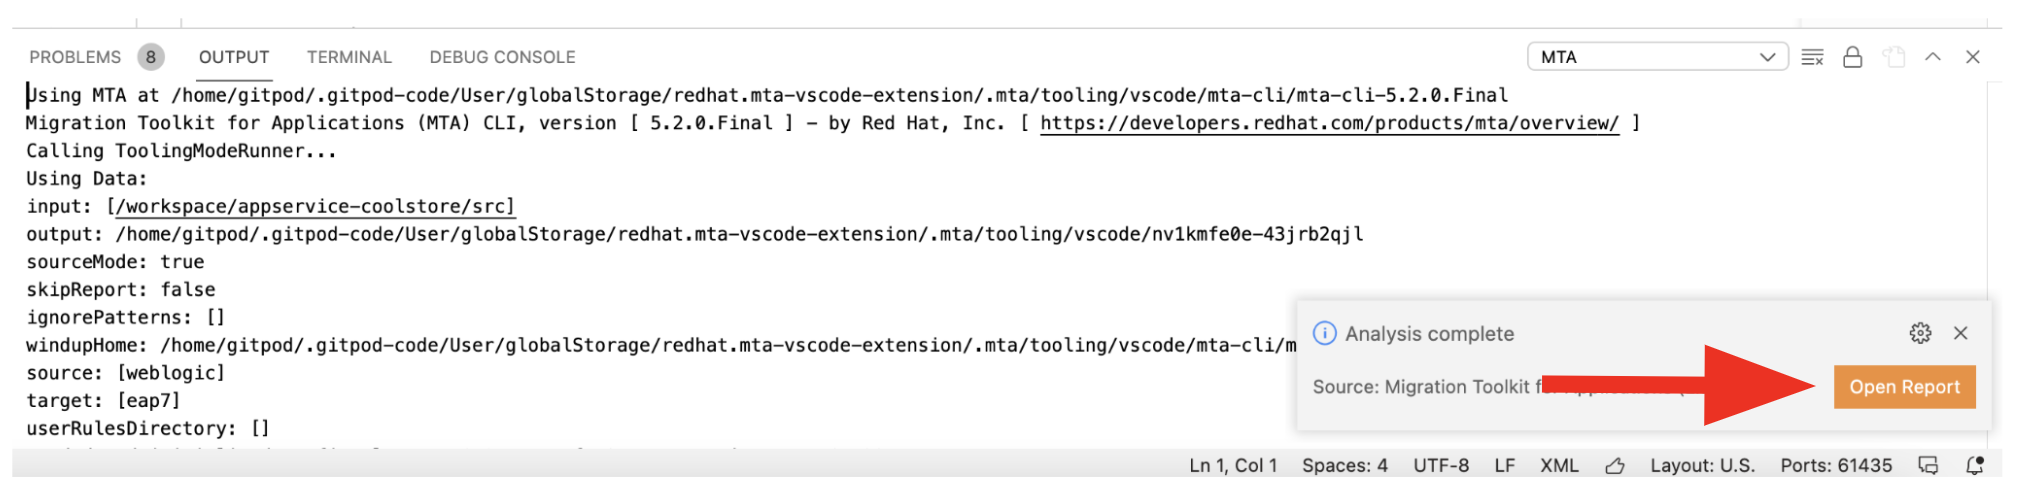 PROBLEMS 8 OUTPUT TERMINAL DEBUG CONSOLE MTA
Using MTA at /home/gitpod/.gitpod-code/User/globalStorage/redhat.mta-vscode-extension/.mta/tooling/vscode/mta-cli/mta-cli-5.2.0.Final
Migration Toolkit for Applications (MTA) CLI, version [ 5.2.0.Final ] – by Red Hat, Inc. [ https://developers.redhat.com/products/mta/overview/ ]
Calling ToolingModeRunner...
Using Data:
input: [/workspace/appservice-coolstore/src]
output: /home/gitpod/.gitpod-code/User/globalStorage/redhat.mta-vscode-extension/.mta/tooling/vscode/nv1kmfe0e-43jrb2qjl
sourceMode: true
skipReport: false
ignorePatterns: []
windupHome: /home/gitpod/.gitpod-code/User/globalStorage/redhat.mta-vscode-extension/.mta/tooling/vscode/mta-cli/m
source: [weblogic]
target: [eap7]
userRulesDirectory: []
Analysis complete
Source: Migration Toolkit
Open Report
Ln 1, Col 1 Spaces: 4 UTF-8 LF XML Layout: U.S. Ports: 61435